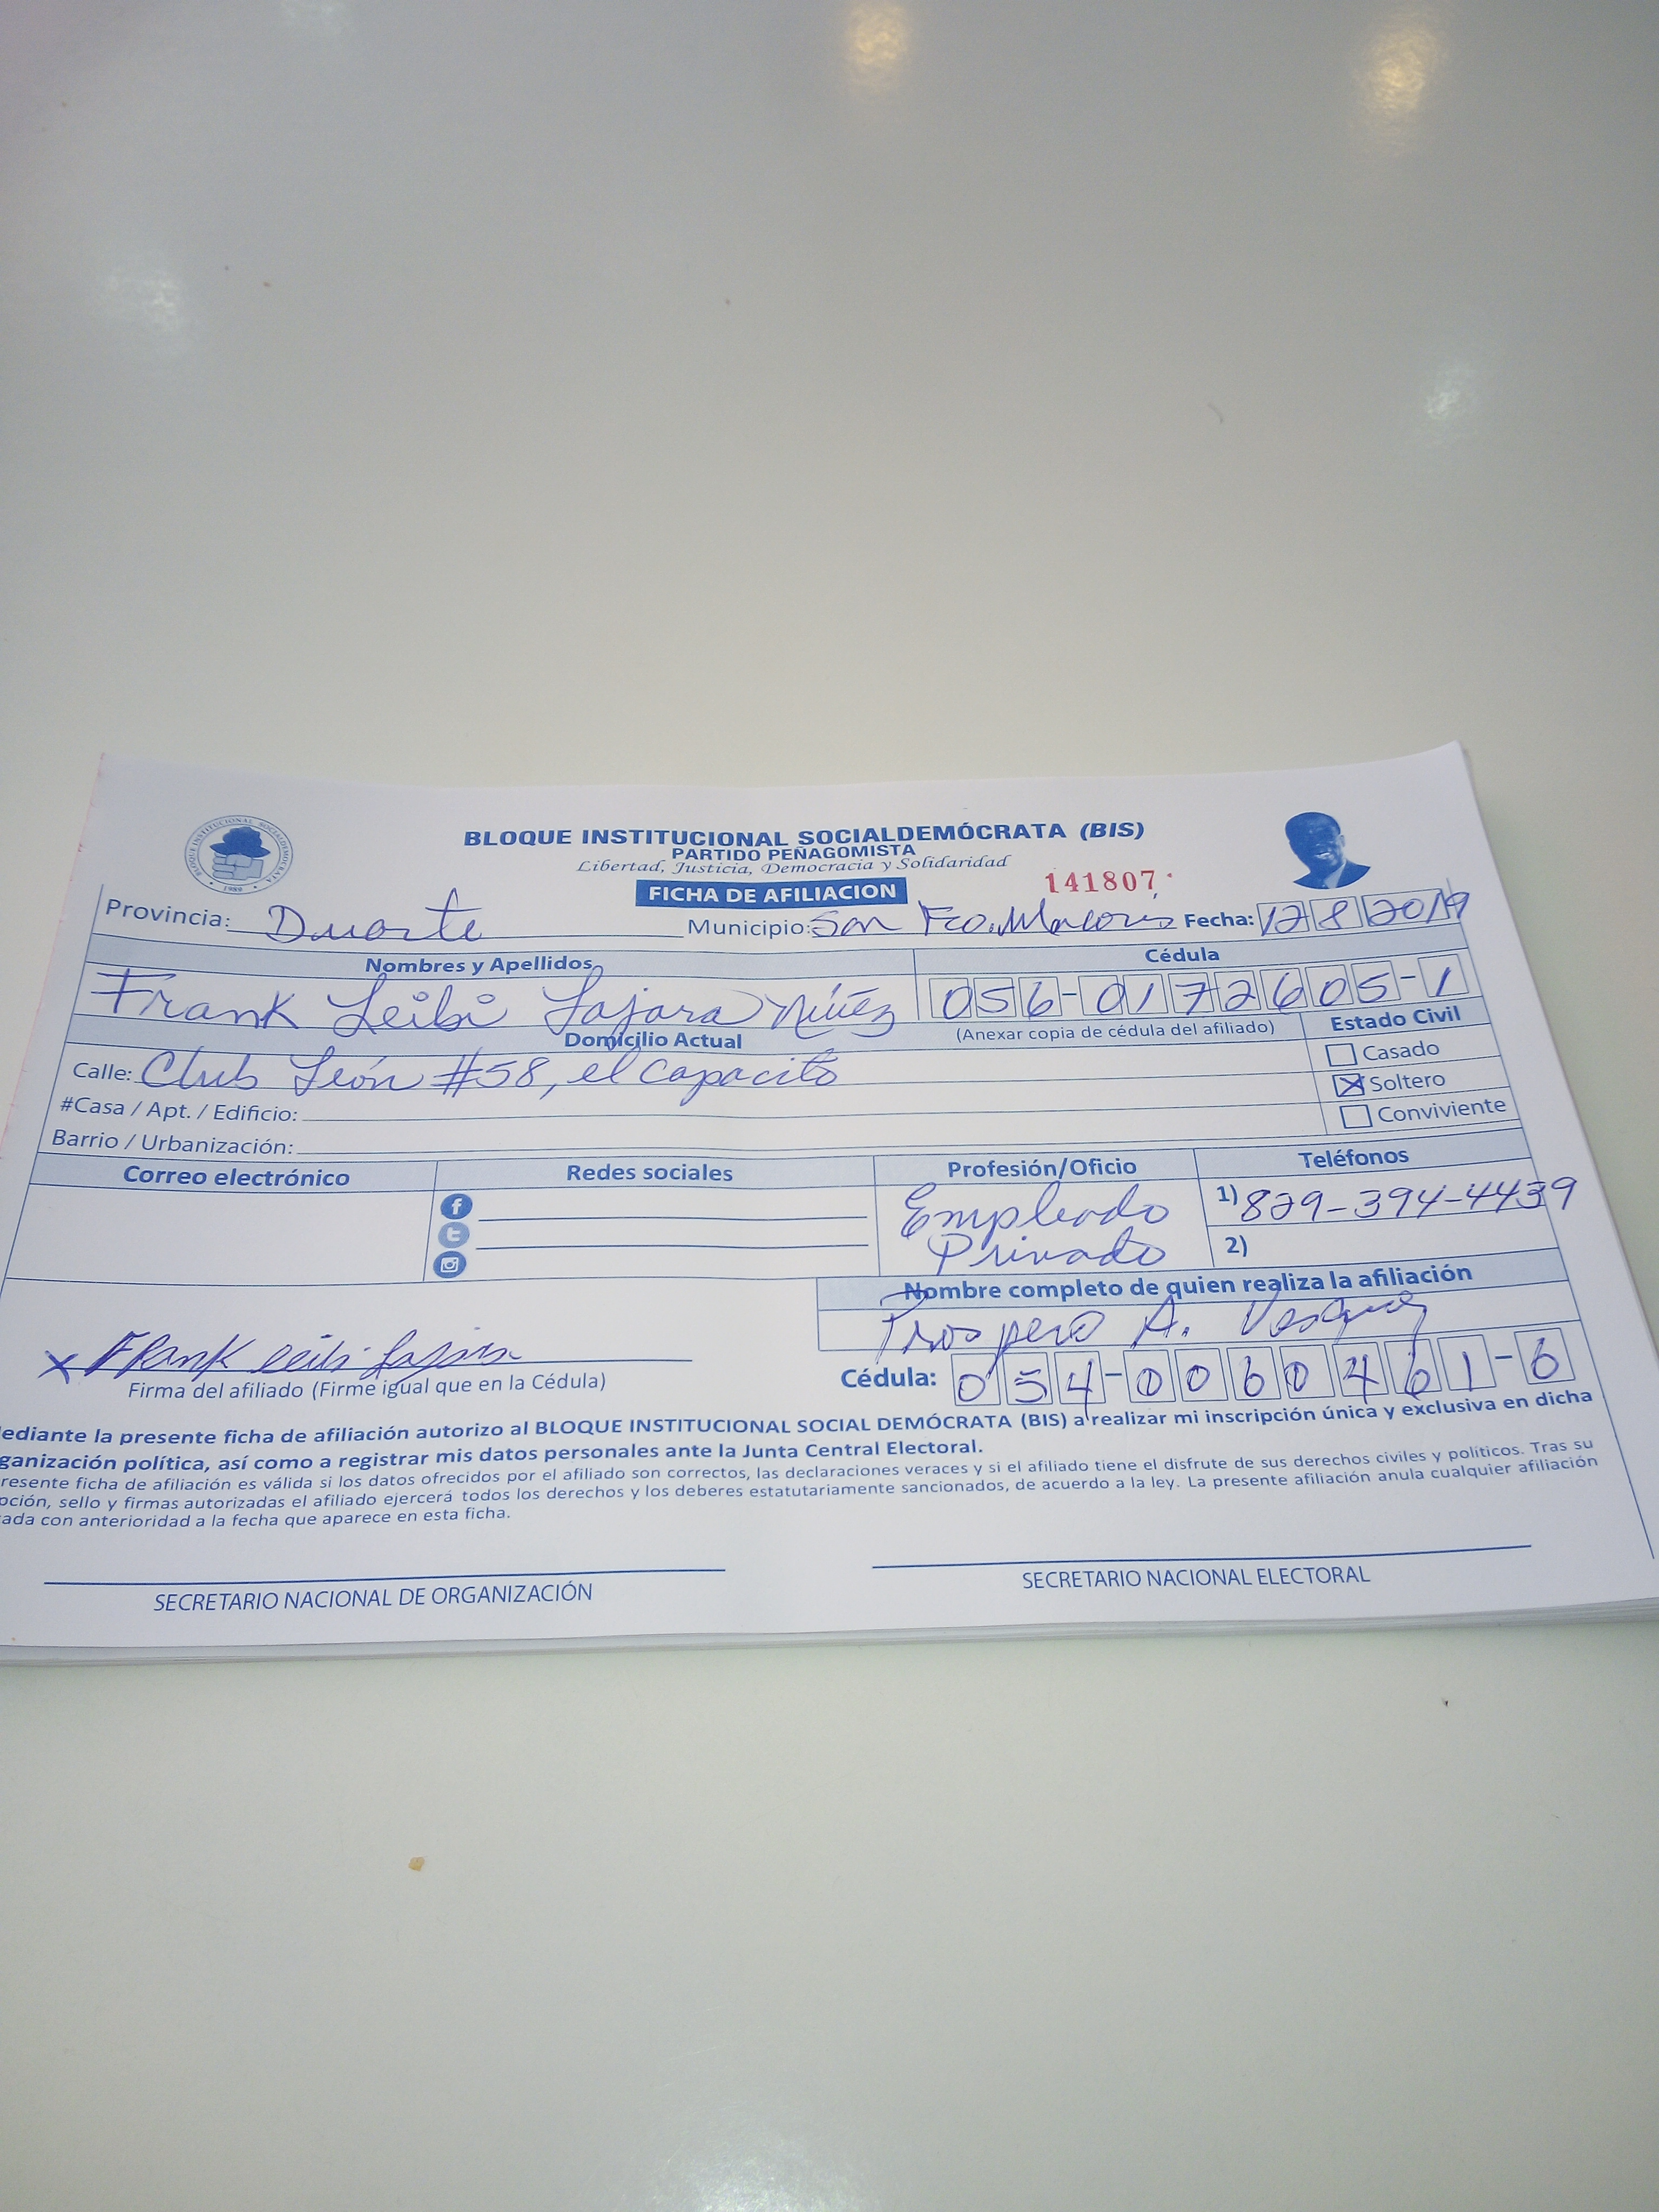 BLOQUE INSTITUCIONAL SOCIALDEMÓCRATA (BIS)
PARTIDO PEÑAGOMISTA
Libertad, Justicia, Democracia y Solidaridad
FICHA DE AFILIACION
141807
BLOQUE INSTITUCIONAL SOCIALDEMÓCRATA
1989
Provincia: Duarte Municipio: San Fco. Macoris Fecha: 12 8 2019
Nombres y Apellidos Cédula
Frank Leibi Lajara Núñez 056-0172605-1
Domicilio Actual (Anexar copia de cédula del afiliado) Estado Civil
Calle: Club León #58, el Capacito
Casado
Soltero
Conviviente
#Casa / Apt. / Edificio:
Barrio / Urbanización:
Correo electrónico Redes sociales Profesión/Oficio Teléfonos
Empleado
Privado
1) 829-394-4439
2)
Nombre completo de quien realiza la afiliación
Prospero A. Vasquez
Cédula: 054-0060461-6
X Frank Leibi Lajara
Firma del afiliado (Firme igual que en la Cédula)
ediante la presente ficha de afiliación autorizo al BLOQUE INSTITUCIONAL SOCIAL DEMÓCRATA (BIS) a realizar mi inscripción única y exclusiva en dicha
ganización política, así como a registrar mis datos personales ante la Junta Central Electoral.
resente ficha de afiliación es válida si los datos ofrecidos por el afiliado son correctos, las declaraciones veraces y si el afiliado tiene el disfrute de sus derechos civiles y políticos. Tras su
pción, sello y firmas autorizadas el afiliado ejercerá todos los derechos y los deberes estatutariamente sancionados, de acuerdo a la ley. La presente afiliación anula cualquier afiliación
ada con anterioridad a la fecha que aparece en esta ficha.
SECRETARIO NACIONAL DE ORGANIZACIÓN
SECRETARIO NACIONAL ELECTORAL